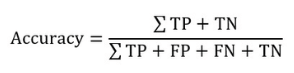 Accuracy = ∑ TP + TN / ∑ TP + FP + FN + TN